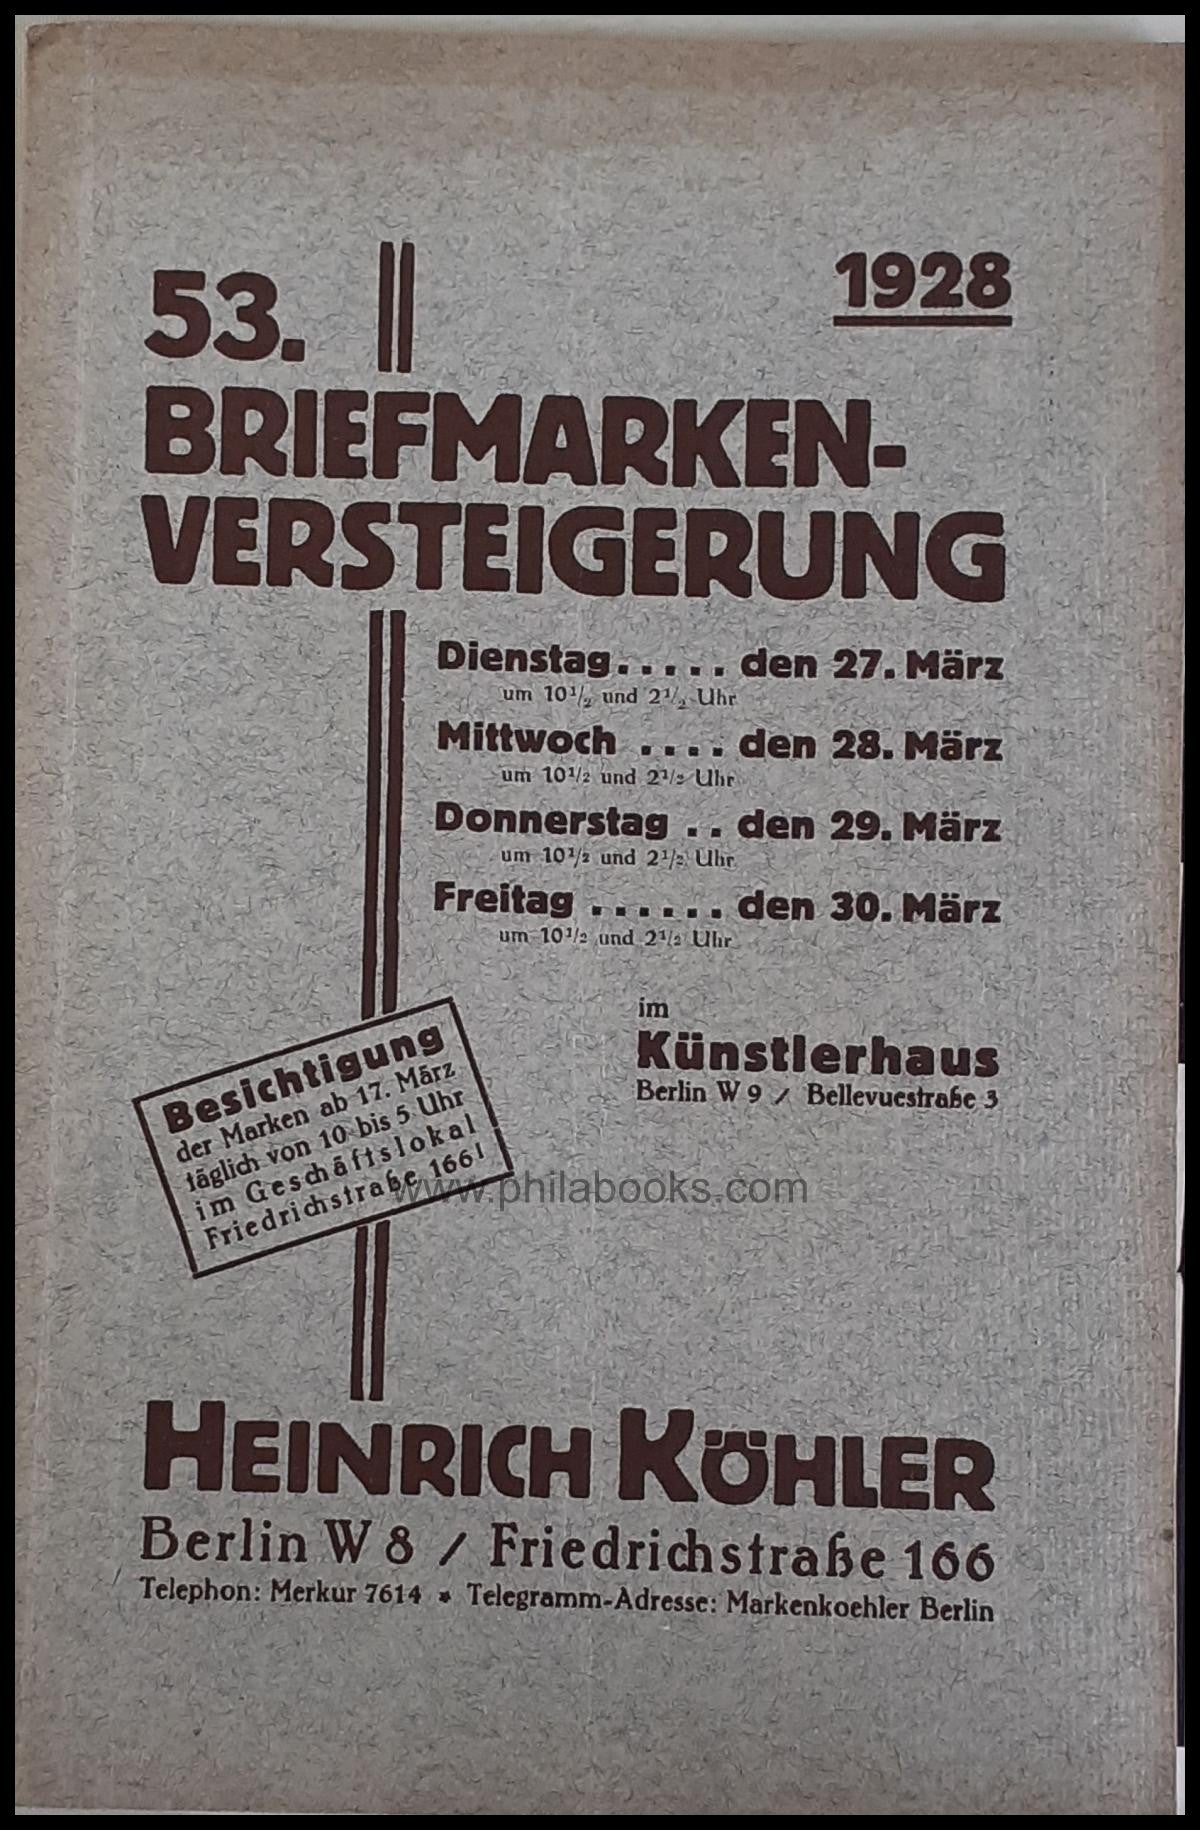 53.
1928
BRIEFMARKEN-
VERSTEIGERUNG
Dienstag..... den 27. März
um 10¹/₂ und 2¹/₂ Uhr
Mittwoch .... den 28. März
um 10¹/₂ und 2¹/₂ Uhr
Donnerstag .. den 29. März
um 10¹/₂ und 2¹/₂ Uhr
Freitag ...... den 30. März
um 10¹/₂ und 2¹/₂ Uhr
im
Künstlerhaus
Berlin W 9 / Bellevuestraße 3
Besichtigung
der Marken ab 17. März
täglich von 10 bis 5 Uhr
im Geschäftslokal
Friedrichstraße 166!
www.philabooks.com
HEINRICH KÖHLER
Berlin W 8 / Friedrichstraße 166
Telephon: Merkur 7614 * Telegramm-Adresse: Markenkoehler Berlin